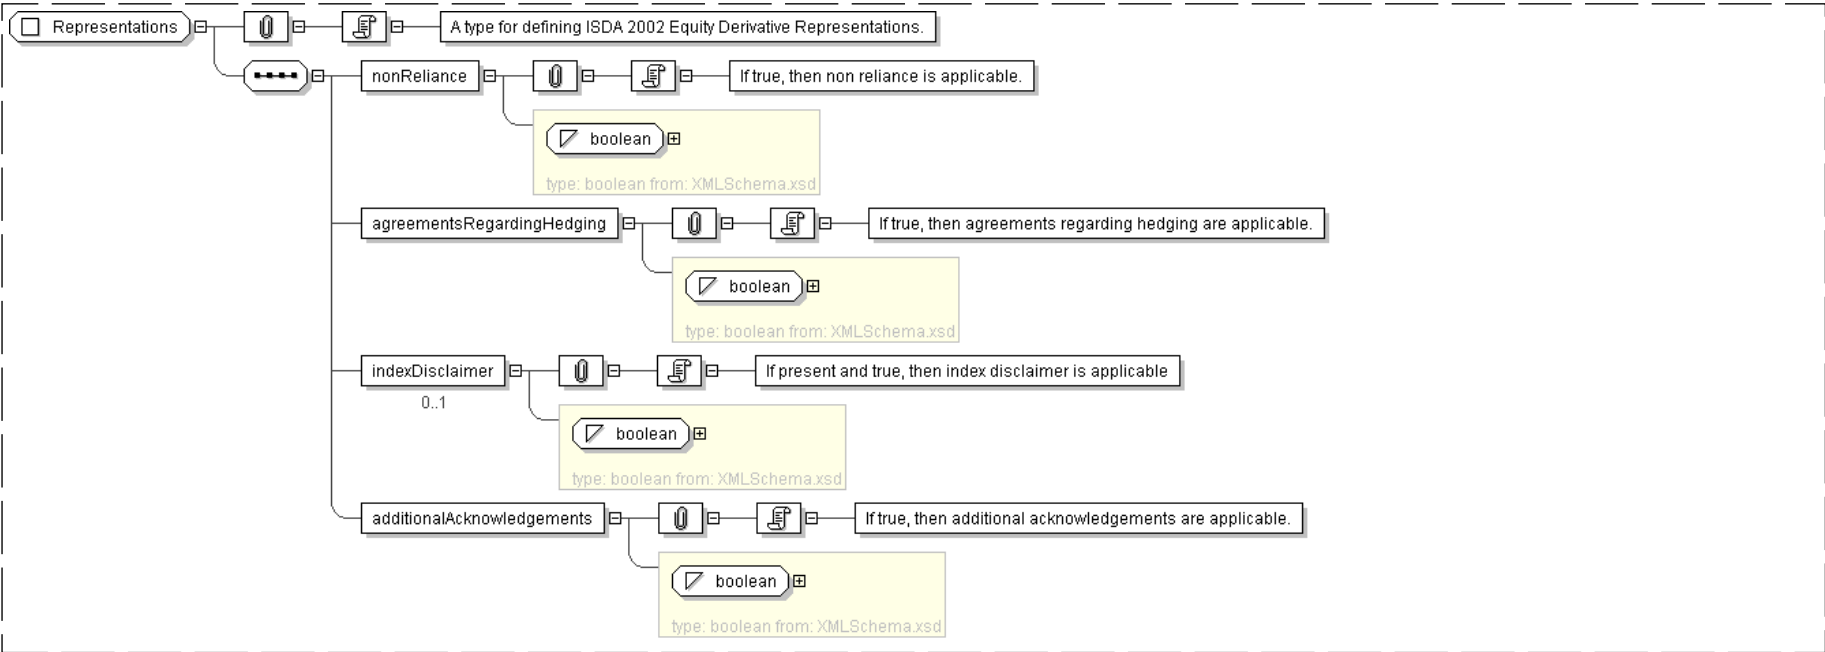 Representations
A type for defining ISDA 2002 Equity Derivative Representations.
nonReliance
If true, then non reliance is applicable.
boolean
type: boolean from: XMLSchema.xsd
agreementsRegardingHedging
If true, then agreements regarding hedging are applicable.
boolean
type: boolean from: XMLSchema.xsd
indexDisclaimer
If present and true, then index disclaimer is applicable
0..1
boolean
type: boolean from: XMLSchema.xsd
additionalAcknowledgements
If true, then additional acknowledgements are applicable.
boolean
type: boolean from: XMLSchema.xsd